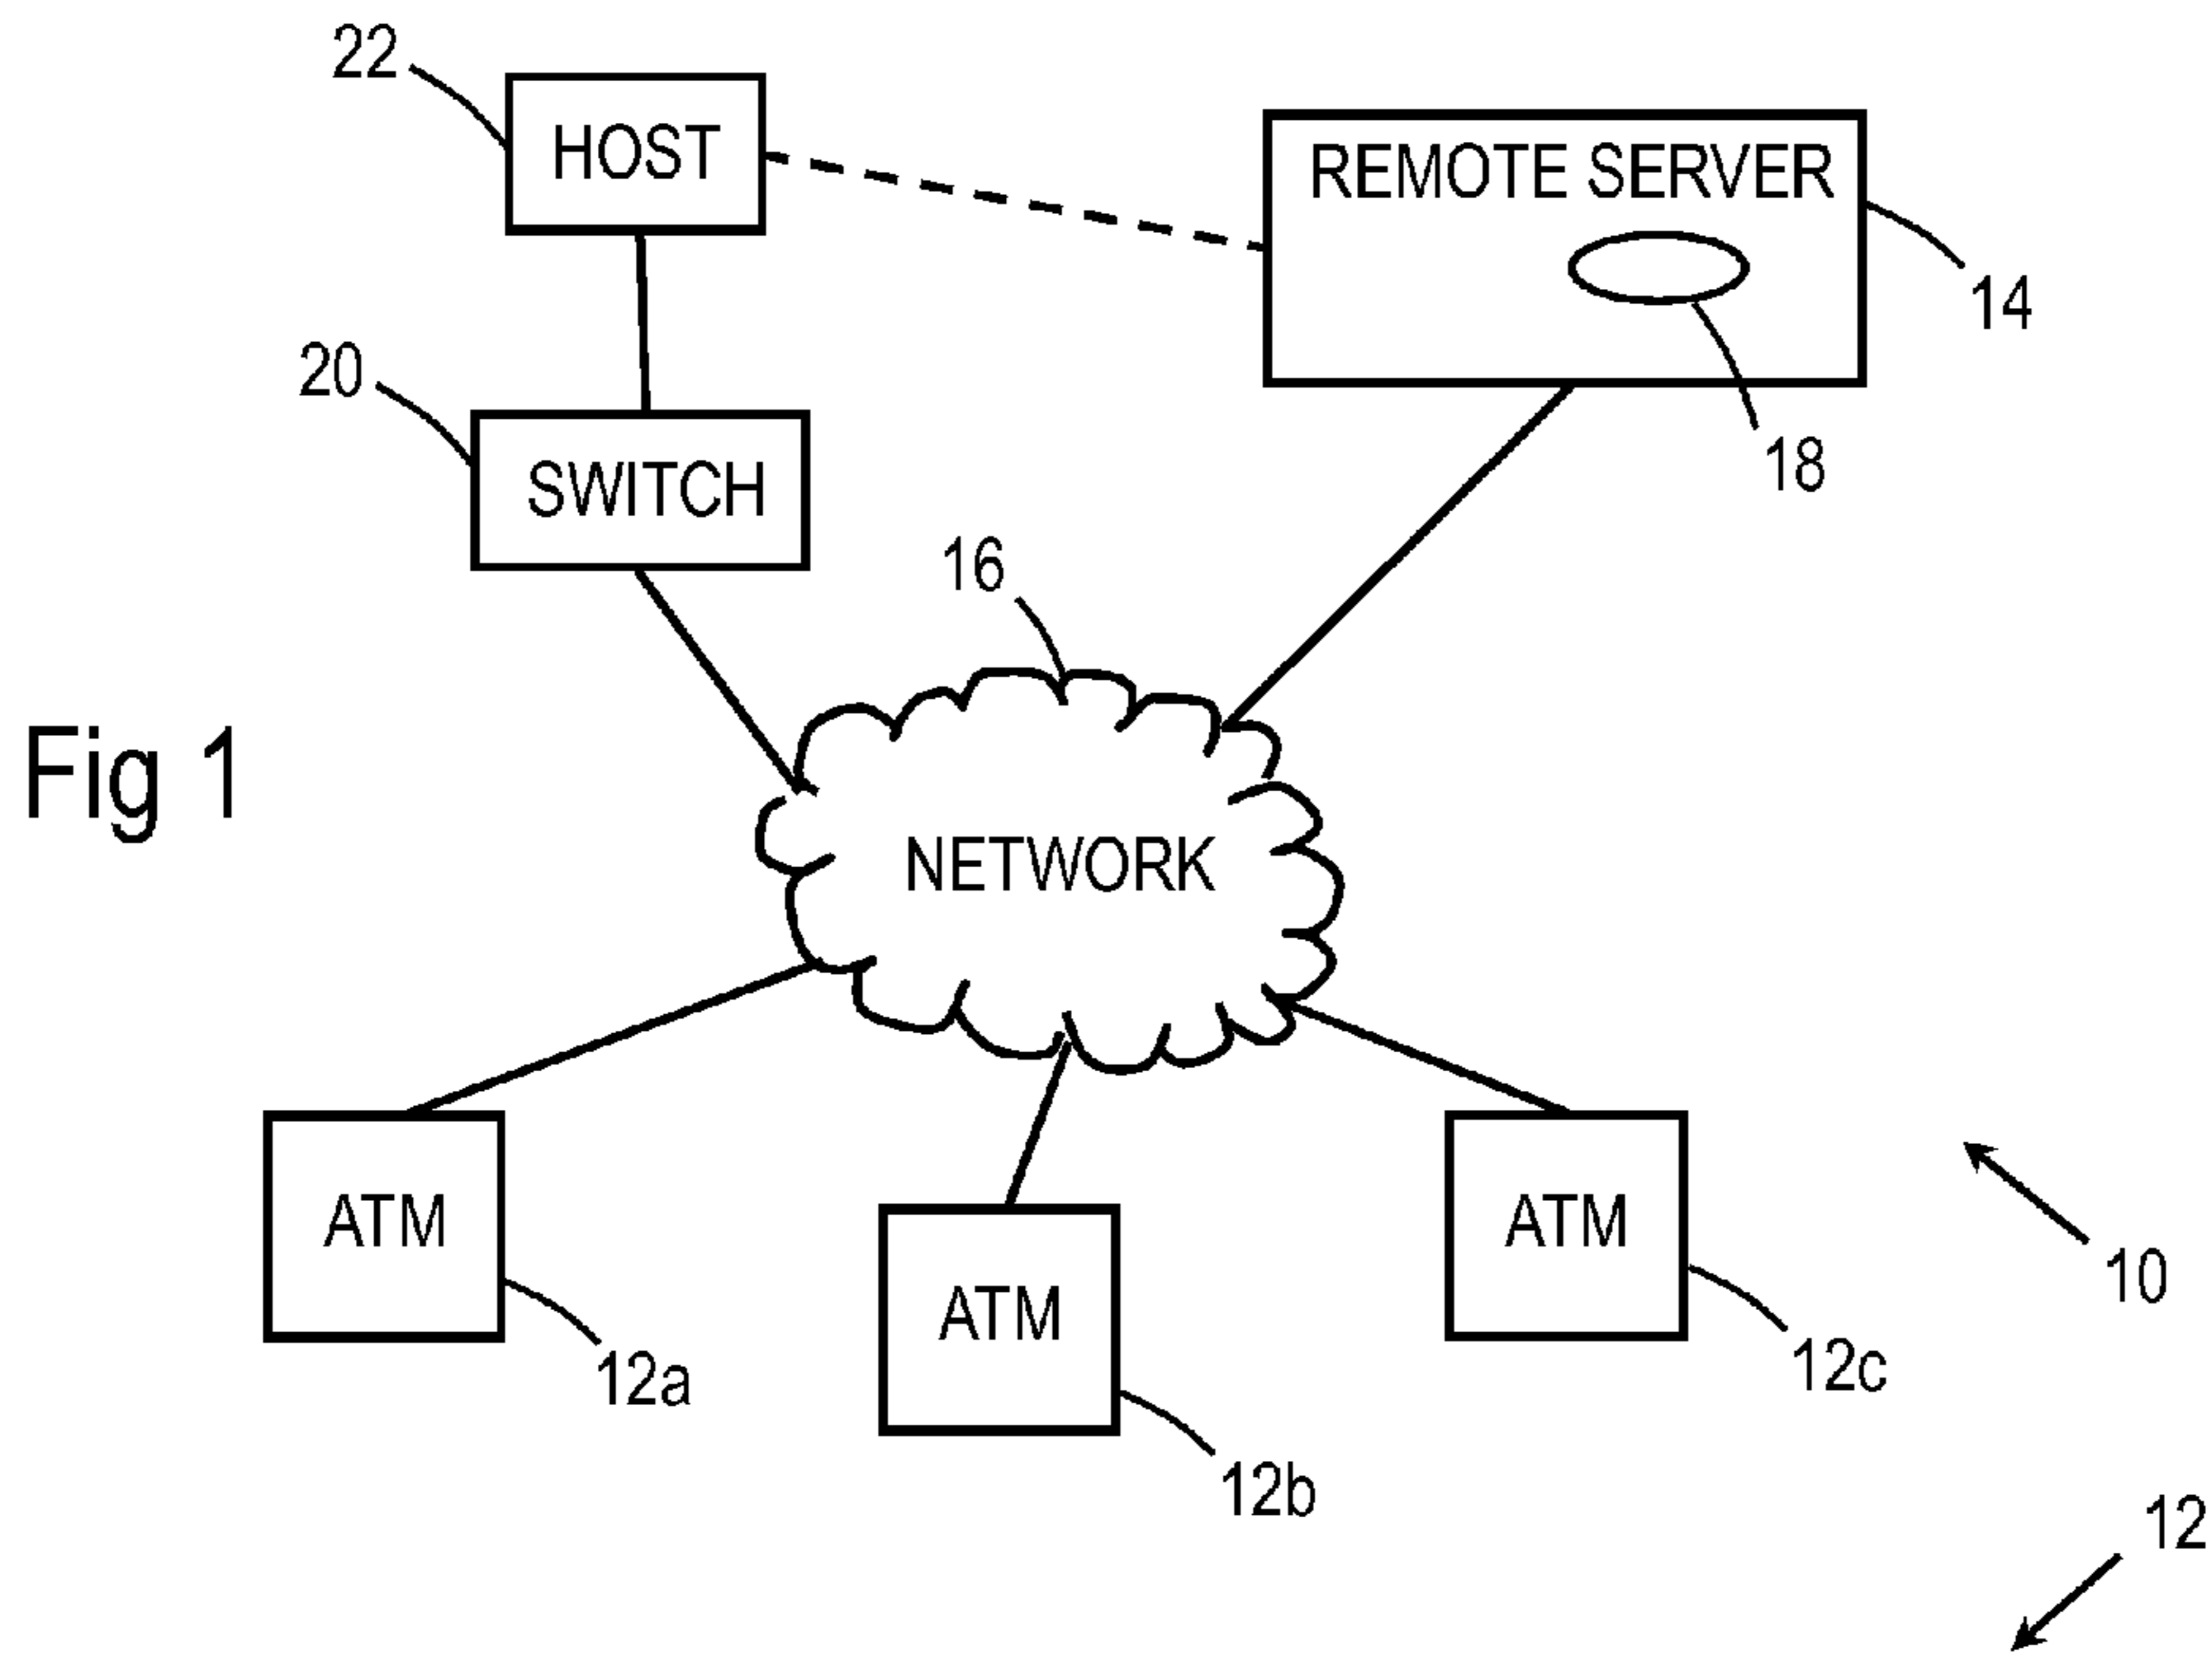 22
HOST
REMOTE SERVER
14
20
SWITCH
18
16
Fig 1
NETWORK
ATM
ATM
ATM
10
12a
12c
12b
12